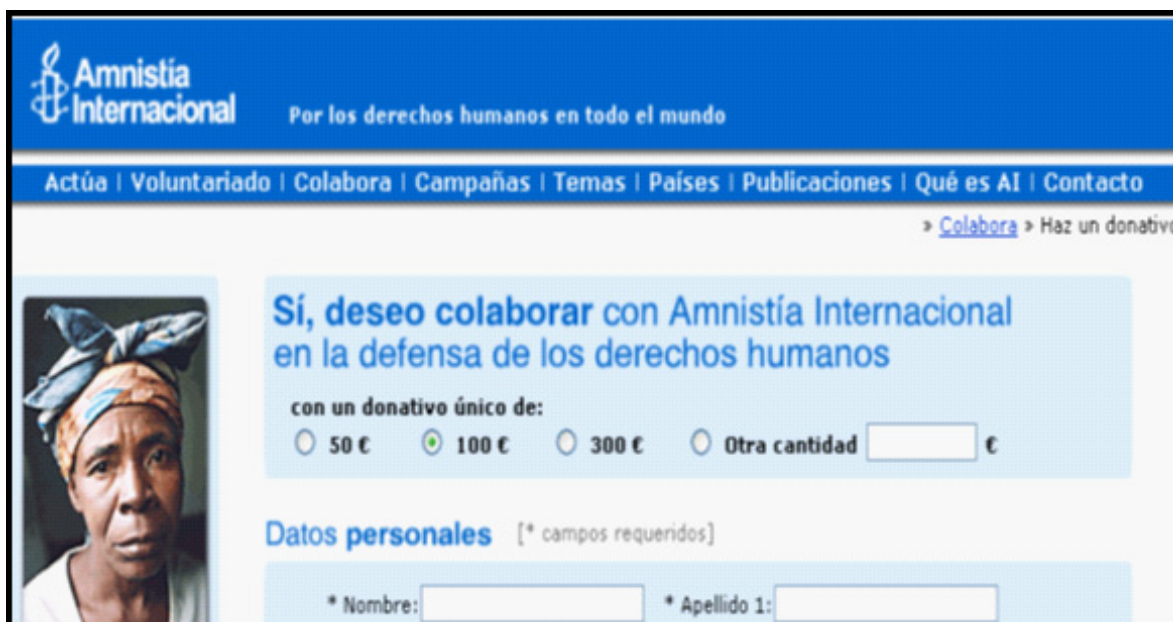 Amnistía
Internacional
Por los derechos humanos en todo el mundo
Actúa | Voluntariado | Colabora | Campañas | Temas | Países | Publicaciones | Qué es AI | Contacto
» Colabora » Haz un donativo
Sí, deseo colaborar con Amnistía Internacional
en la defensa de los derechos humanos
con un donativo único de:
50 € 100 € 300 € Otra cantidad €
Datos personales [* campos requeridos]
* Nombre: * Apellido 1: